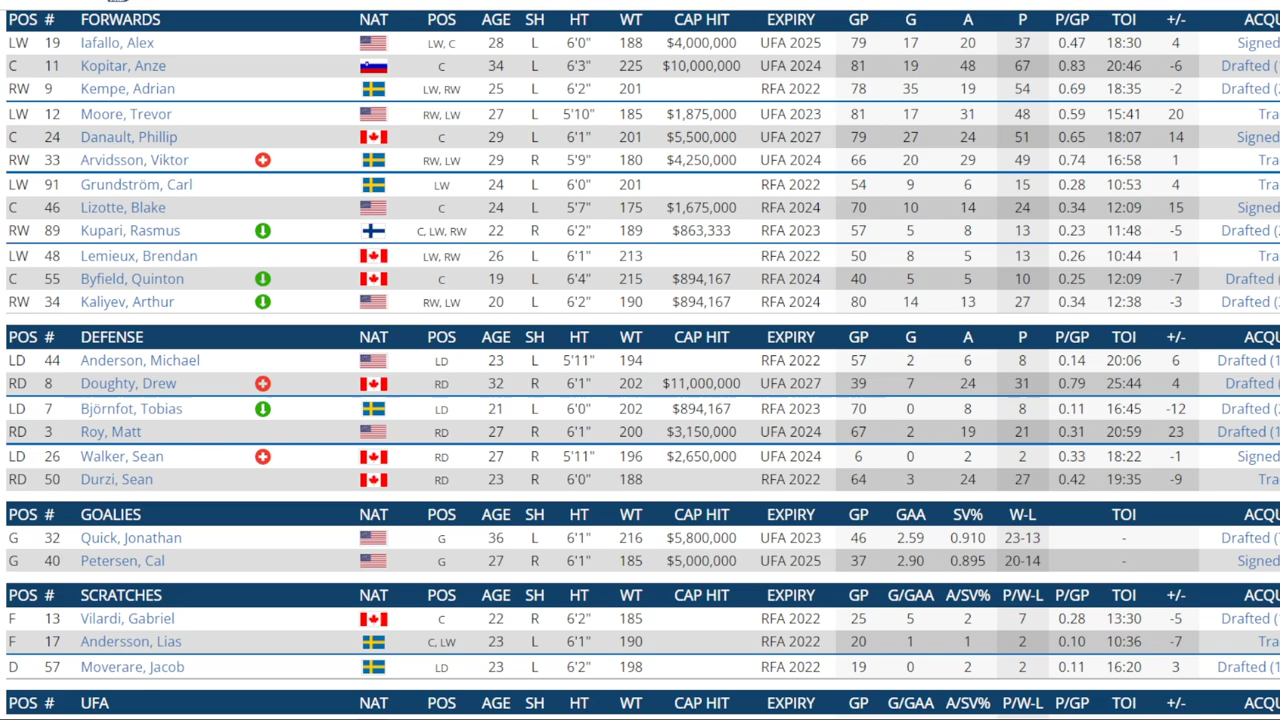 POS # FORWARDS NAT POS AGE SH HT WT CAP HIT EXPIRY GP G A P P/GP TOI +/- ACQU
LW 19 Iafallo, Alex LW, C 28 L 6'0" 188 $4,000,000 UFA 2025 79 17 20 37 0.47 18:30 4 Signed
C 11 Kopitar, Anze C 34 L 6'3" 225 $10,000,000 UFA 2024 81 19 48 67 0.83 20:46 6 Drafted (
RW 9 Kempe, Adrian LW, RW 25 L 6'2" 201 RFA 2022 78 35 19 54 0.69 18:35 -2 Drafted (2
LW 12 Moore, Trevor RW, LW 27 L 5'10" 185 $1,875,000 UFA 2023 81 17 31 48 0.59 15:41 20 Tra
C 24 Danault, Phillip C 29 L 6'1" 201 $5,500,000 UFA 2027 79 27 24 51 0.65 18:07 14 Signed
RW 33 Arvidsson, Viktor RW, LW 29 R 5'9" 180 $4,250,000 UFA 2024 66 20 29 49 0.74 16:58 1 Tra
LW 91 Grundström, Carl LW 24 L 6'0" 201 RFA 2022 54 9 6 15 0.28 10:53 4 Tra
C 46 Lizotte, Blake C 24 L 5'7" 175 $1,675,000 RFA 2024 70 10 14 24 0.34 12:09 15 Signed
RW 89 Kupari, Rasmus C, LW, RW 22 R 6'2" 189 $863,333 RFA 2023 57 5 8 13 0.23 11:48 -5 Drafted (2
LW 48 Lemieux, Brendan LW, RW 26 L 6'1" 213 RFA 2022 50 8 5 13 0.26 10:44 1 Tra
C 55 Byfield, Quinton C 19 L 6'4" 215 $894,167 RFA 2024 40 5 5 10 0.25 12:09 -7 Drafted (
RW 34 Kaliyev, Arthur RW, LW 20 L 6'2" 190 $894,167 RFA 2024 80 14 13 27 0.34 12:38 3 Drafted (2
POS # DEFENSE NAT POS AGE SH HT WT CAP HIT EXPIRY GP G A P P/GP TOI +/- ACQU
LD 44 Anderson, Michael LD 23 L 5'11" 194 RFA 2022 57 2 6 8 0.14 20:06 3 Drafted (1
RD 8 Doughty, Drew RD 32 R 6'1" 202 $11,000,000 UFA 2027 39 7 24 31 0.79 25:44 4 Drafted (
LD 7 Björnfot, Tobias LD 21 L 6'0" 202 $894,167 RFA 2023 70 0 8 8 0.11 16:45 -12 Drafted (2
RD 3 Roy, Matt RD 27 R 6'1" 200 $3,150,000 UFA 2024 67 2 19 21 0.31 20:59 23 Drafted (1
LD 26 Walker, Sean RD 27 R 5'11" 196 $2,650,000 UFA 2024 6 0 2 2 0.33 18:22 -1 Signed
RD 50 Durzi, Sean RD 23 R 6'0" 188 RFA 2022 64 3 24 27 0.42 19:35 -9 Tra
POS # GOALIES NAT POS AGE SH HT WT CAP HIT EXPIRY GP GAA SV% W-L TOI ACQU
G 32 Quick, Jonathan G 36 L 6'1" 216 $5,800,000 UFA 2023 46 2.59 0.910 23-13 - Drafted (
G 40 Petersen, Cal G 27 R 6'1" 185 $5,000,000 UFA 2025 37 2.90 0.895 20-14 - Signed
POS # SCRATCHES NAT POS AGE SH HT WT CAP HIT EXPIRY GP G/GAA A/SV% P/W-L P/GP TOI +/- ACQU
F 13 Vilardi, Gabriel C 22 R 6'2" 185 RFA 2022 25 5 2 7 0.28 13:30 -5 Drafted (
F 17 Andersson, Lias C, LW 23 L 6'1" 190 RFA 2022 20 1 1 2 0.10 10:36 -7 Tra
D 57 Moverare, Jacob LD 23 L 6'2" 198 RFA 2022 19 0 2 2 0.11 16:20 3 Drafted (1
POS # UFA NAT POS AGE SH HT WT CAP HIT EXPIRY GP G/GAA A/SV% P/W-L P/GP TOI +/- ACQU